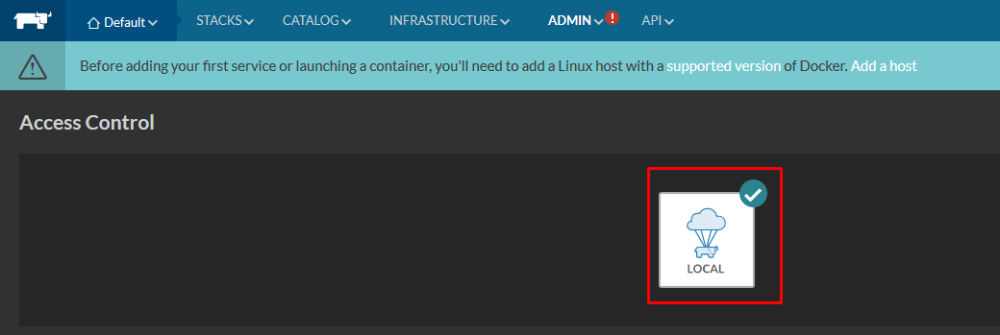 Default STACKS CATALOG INFRASTRUCTURE ADMIN ! API
Before adding your first service or launching a container, you'll need to add a Linux host with a supported version of Docker. Add a host
Access Control
LOCAL